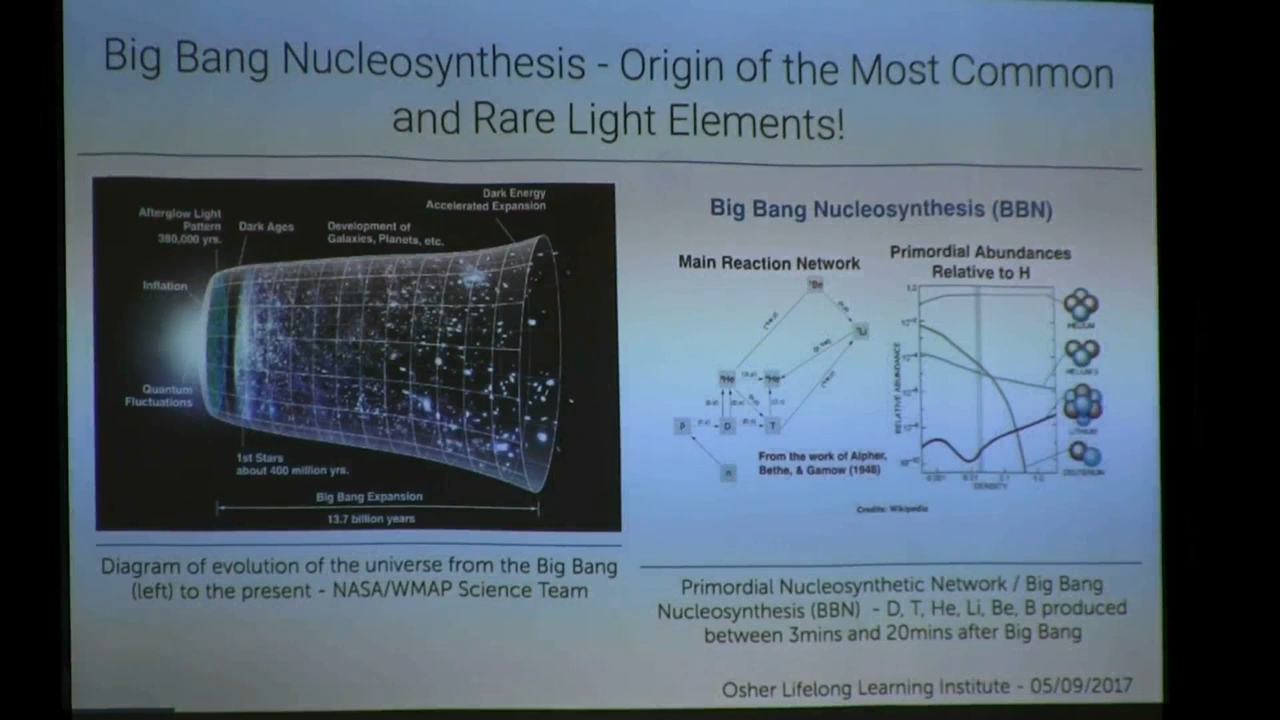 Big Bang Nucleosynthesis - Origin of the Most Common
and Rare Light Elements!
Dark Energy
Accelerated Expansion
Afterglow Light
Pattern
380,000 yrs.
Dark Ages
Development of
Galaxies, Planets, etc.
Inflation
Quantum
Fluctuations
1st Stars
about 400 million yrs.
Big Bang Expansion
13.7 billion years
Diagram of evolution of the universe from the Big Bang
(left) to the present - NASA/WMAP Science Team
Big Bang Nucleosynthesis (BBN)
Main Reaction Network
P
D
T
n
From the work of Alpher,
Bethe, & Gamow (1948)
Primordial Abundances
Relative to H
RELATIVE ABUNDANCE
DENSITY
HELIUM
LITHIUM
DEUTERIUM
Credits: Wikipedia
Primordial Nucleosynthetic Network / Big Bang
Nucleosynthesis (BBN) - D, T, He, Li, Be, B produced
between 3mins and 20mins after Big Bang
Osher Lifelong Learning Institute - 05/09/2017